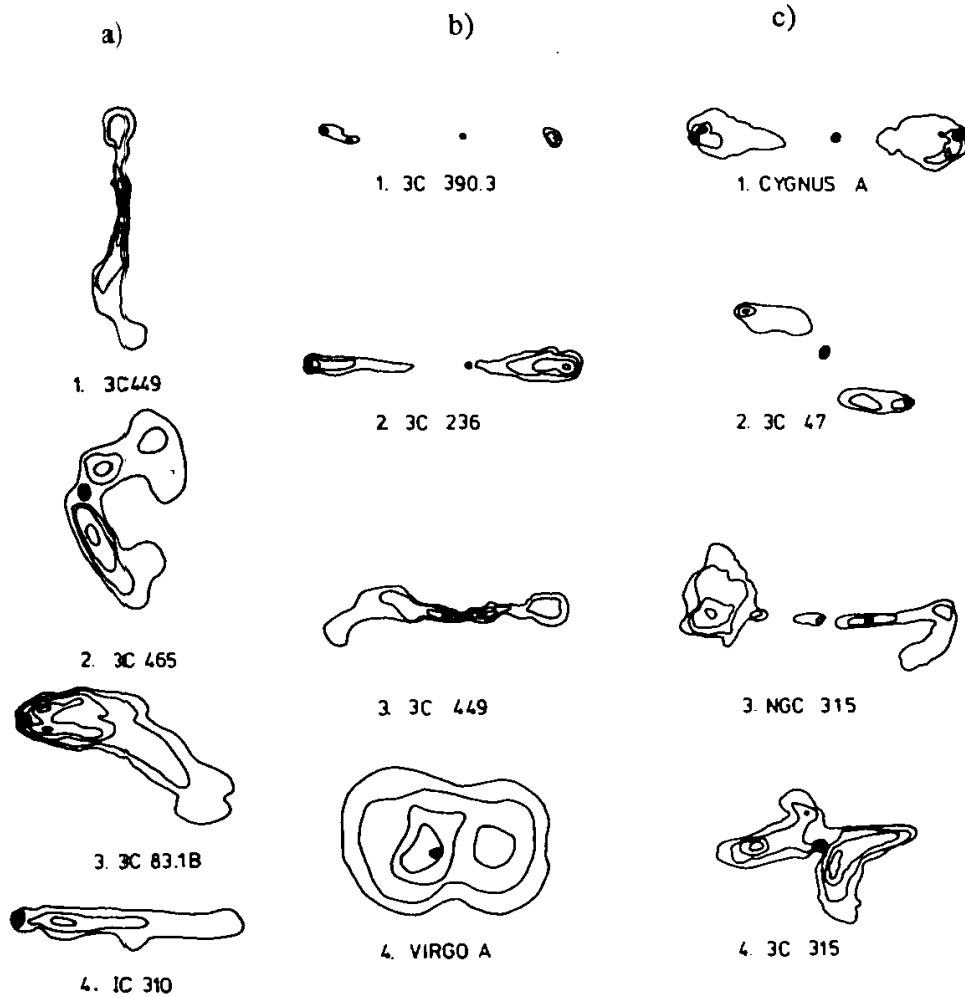 a)
1. 3C449
2. 3C 465
3. 3C 83.1B
4. IC 310
b)
1. 3C 390.3
2 3C 236
3. 3C 449
4. VIRGO A
c)
1. CYGNUS A
2. 3C 47
3. NGC 315
4. 3C 315